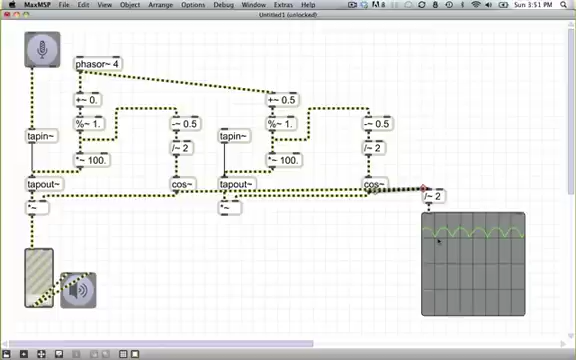 MaxMSP File Edit View Object Arrange Options Debug Window Extras Help 8 Sun 3:51 PM
Untitled1 (unlocked)
phasor~ 4
+~ 0. +~ 0.5
%~ 1. -~ 0.5 %~ 1. -~ 0.5
tapin~ tapin~
/~ 2 /~ 2
*~ 100. *~ 100.
tapout~ cos~ tapout~ cos~
/~ 2
*~ *~